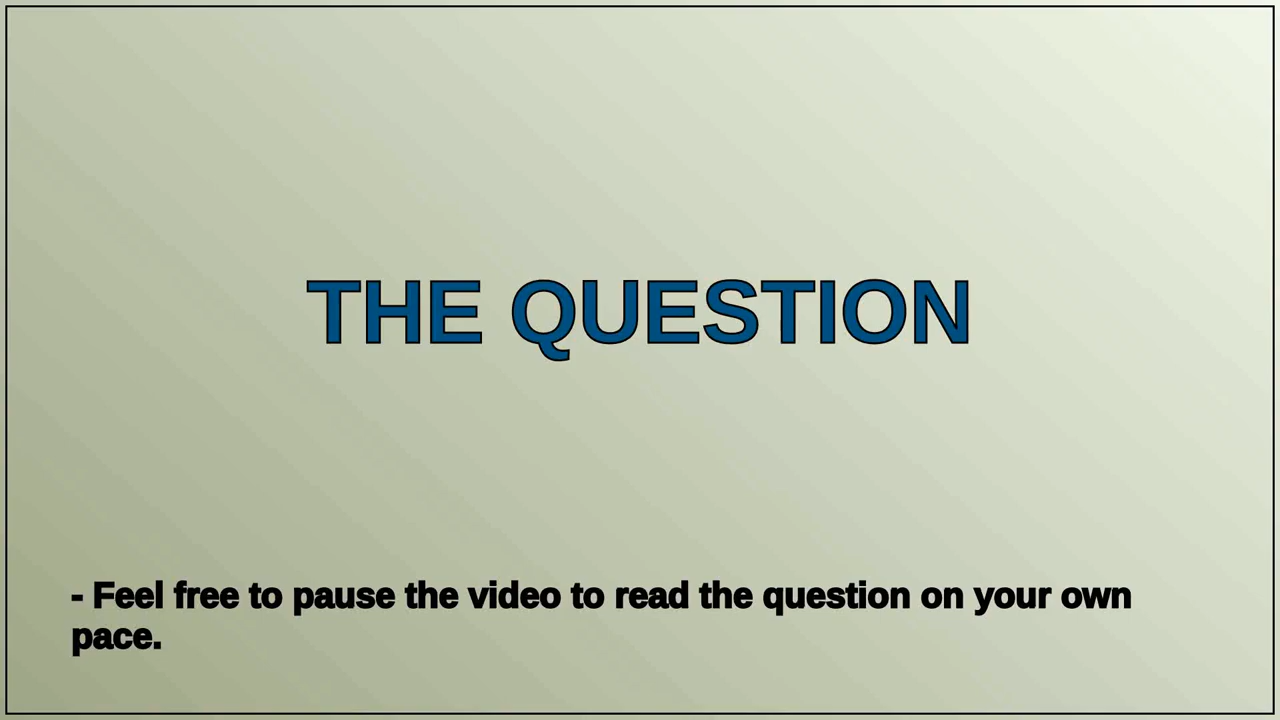 THE QUESTION
- Feel free to pause the video to read the question on your own
pace.